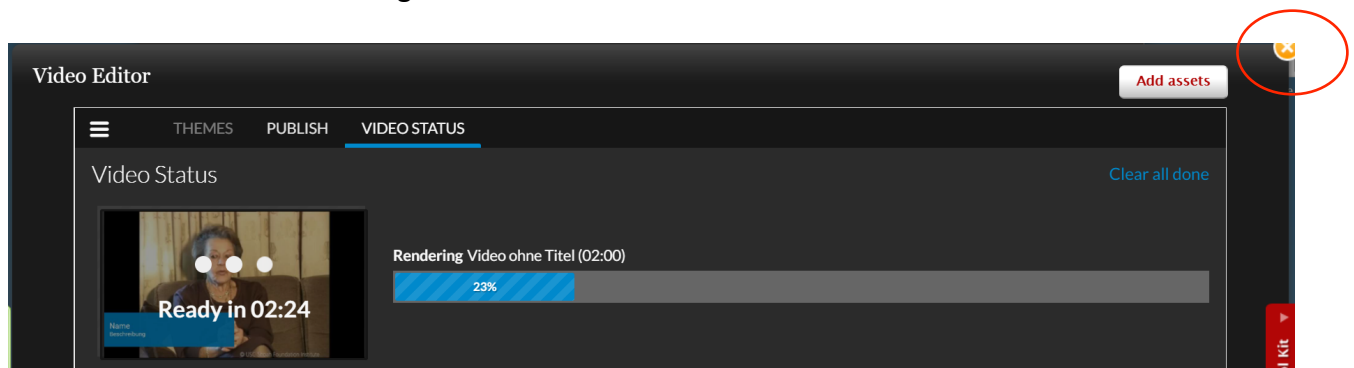 Video Editor
Add assets
THEMES PUBLISH VIDEO STATUS
Video Status
Clear all done
Rendering Video ohne Titel (02:00)
23%
Ready in 02:24
Name
Beschreibung
Kit